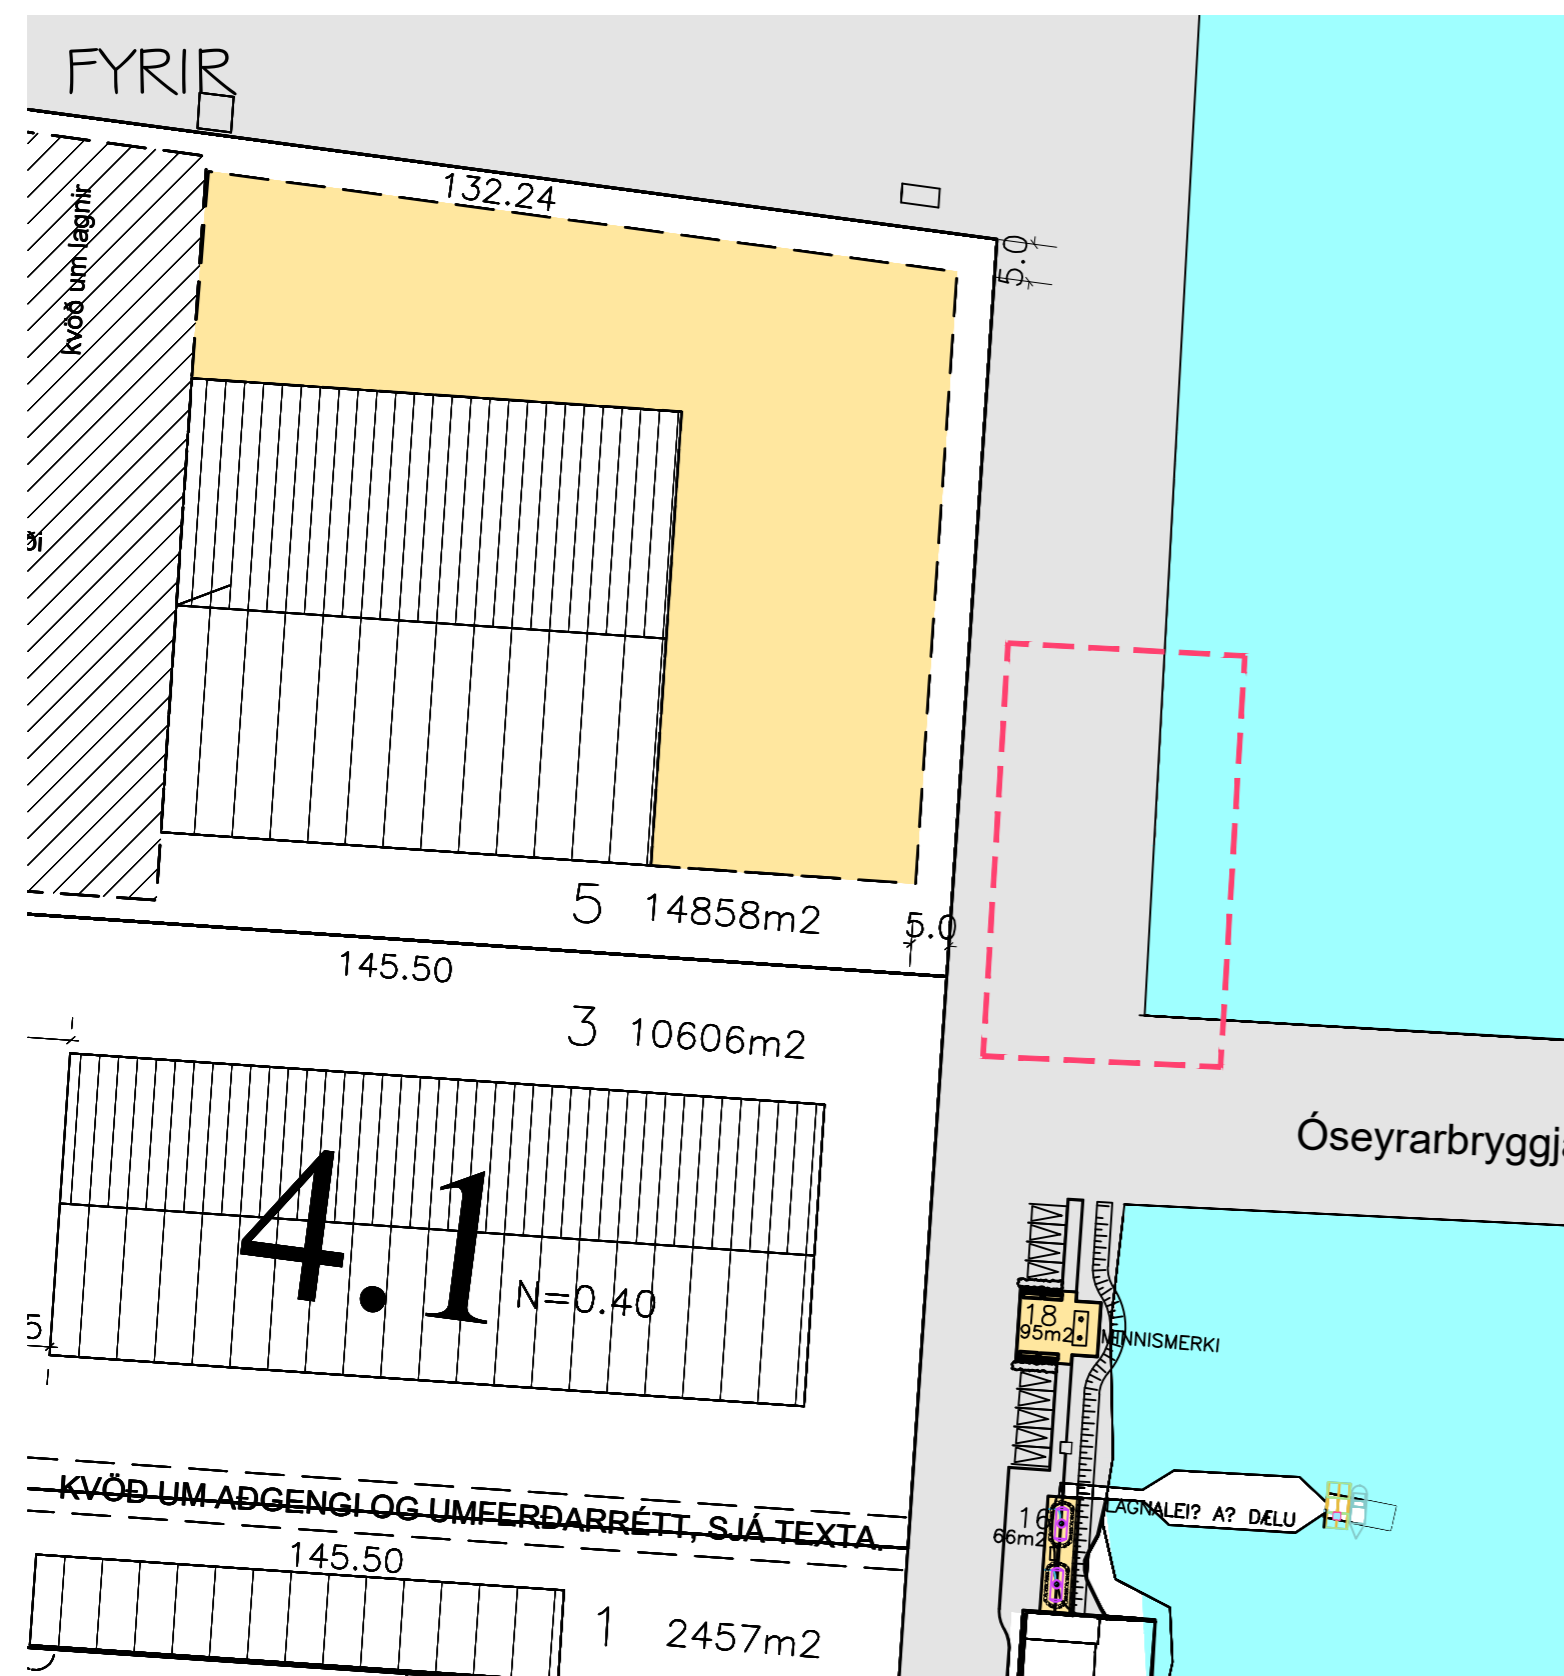 FYRIR
132.24
kvöð um lagnir
5.0
ði
5 14858m2
5.0
145.50
3 10606m2
Óseyrarbryggja
4.1
N=0.40
18
95m2
MINNISMERKI
5
KVÖÐ UM AÐGENGI OG UMFERÐARRÉTT, SJÁ TEXTA.
LAGNALEI? A? DÆLU
16
66m2
145.50
1 2457m2